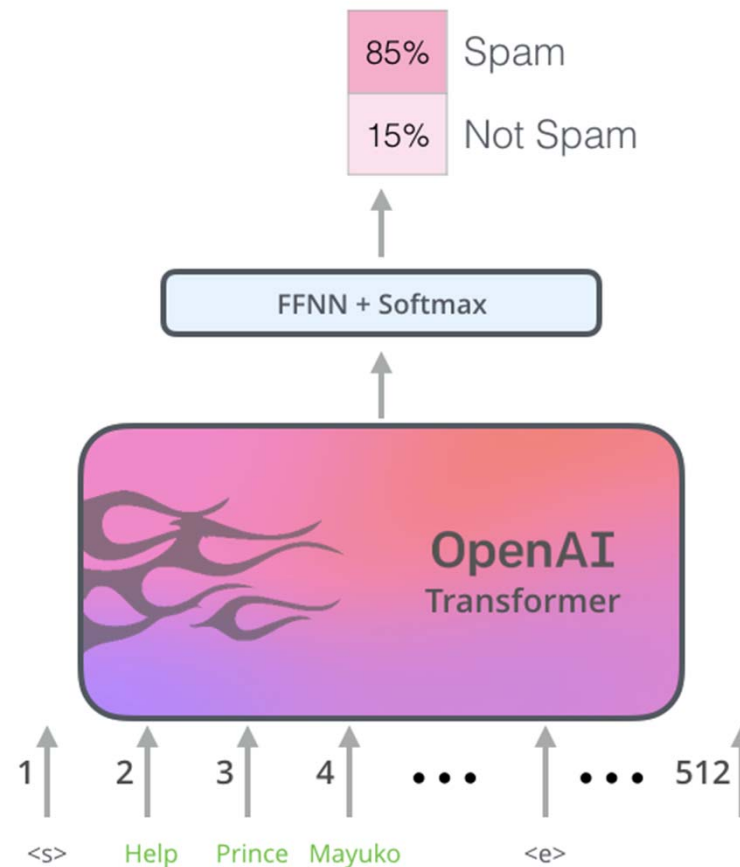 85% Spam
15% Not Spam
FFNN + Softmax
OpenAI
Transformer
1 2 3 4 ••• ••• 512
<s> Help Prince Mayuko <e>